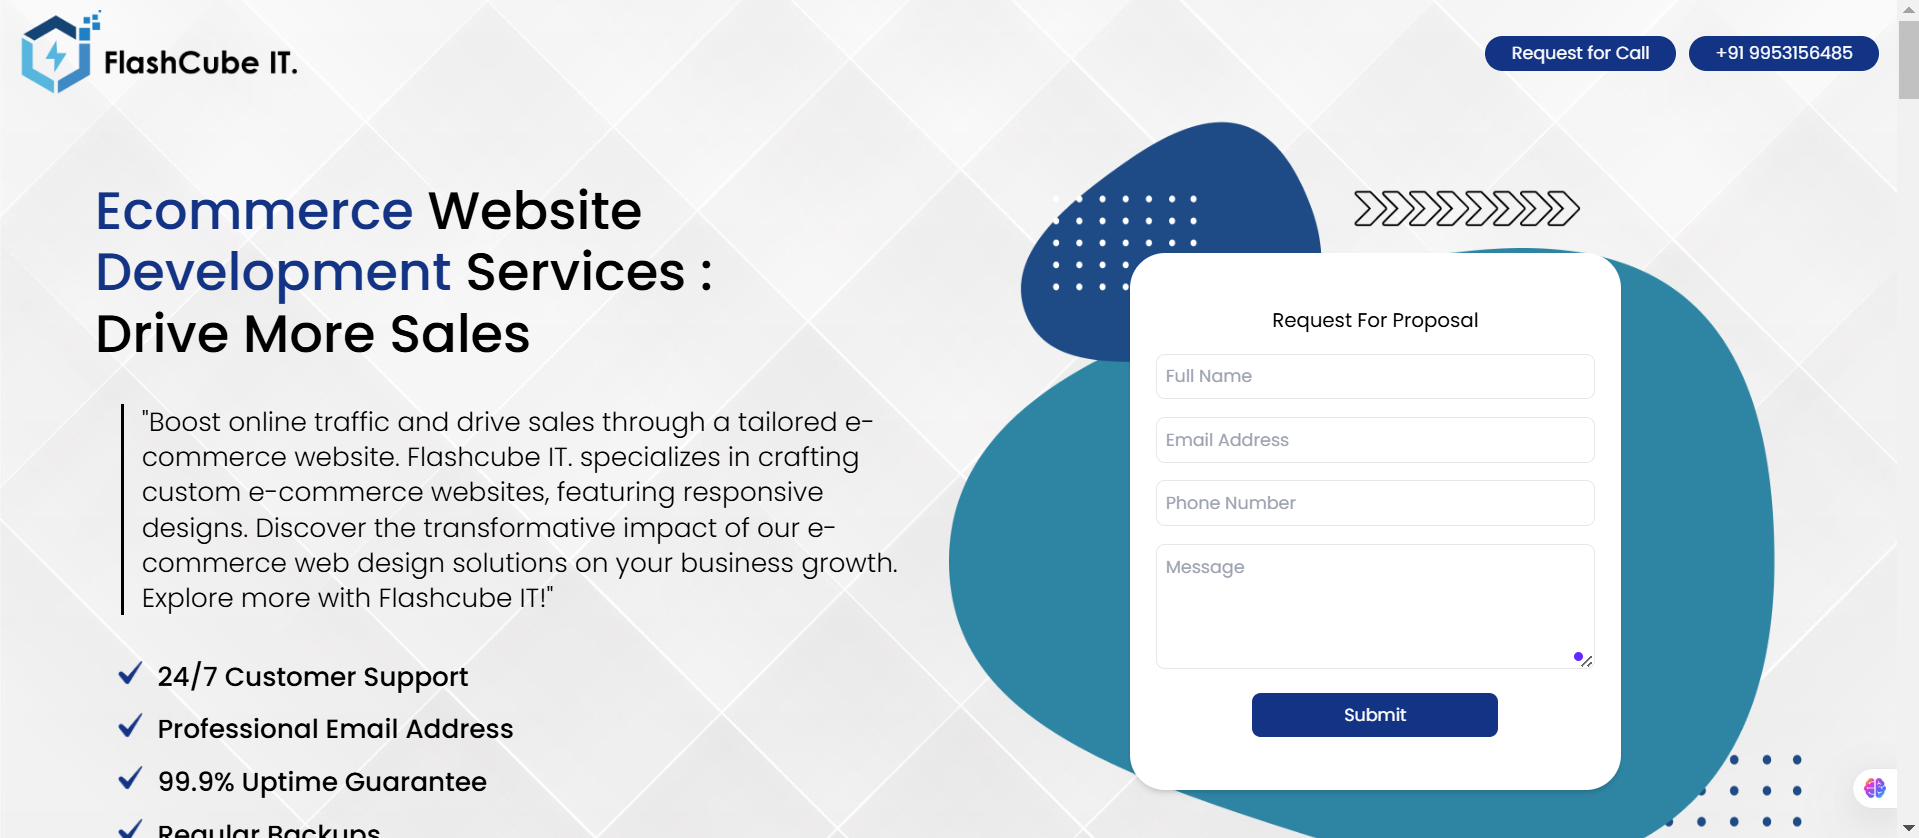 FlashCube IT.
Request for Call
+91 9953156485
Ecommerce Website
Development Services :
Drive More Sales
"Boost online traffic and drive sales through a tailored e-
commerce website. Flashcube IT. specializes in crafting
custom e-commerce websites, featuring responsive
designs. Discover the transformative impact of our e-
commerce web design solutions on your business growth.
Explore more with Flashcube IT!"
24/7 Customer Support
Professional Email Address
99.9% Uptime Guarantee
Regular Backups
Request For Proposal
Full Name
Email Address
Phone Number
Message
Submit